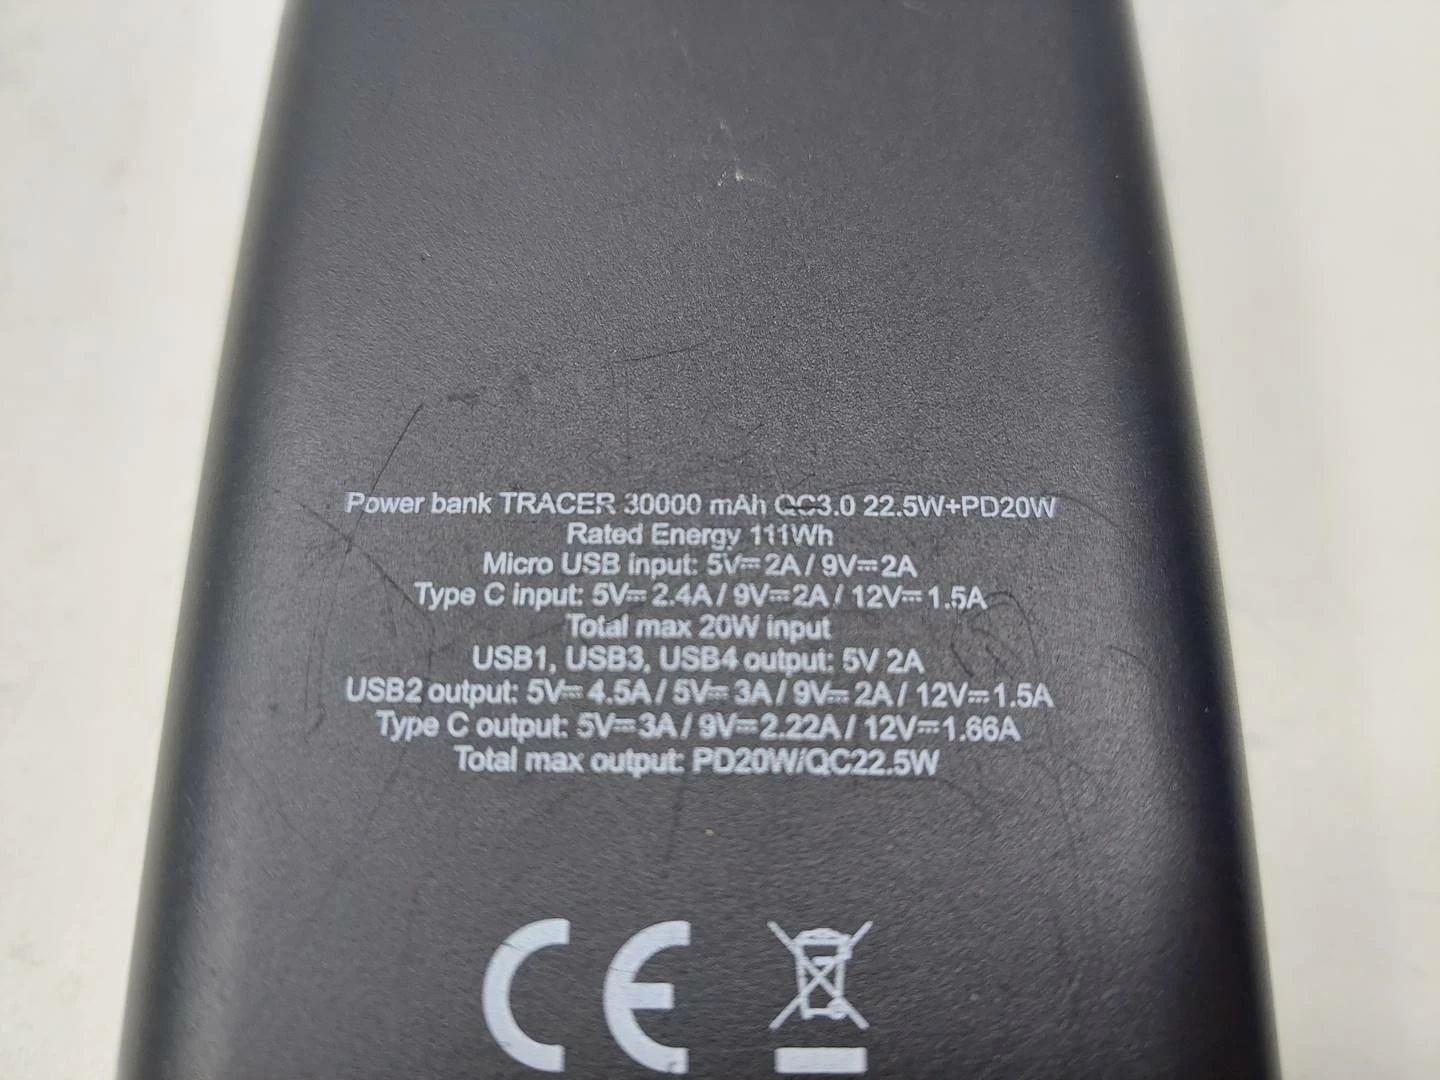 Power bank TRACER 30000 mAh QC3.0 22.5W+PD20W
Rated Energy 111Wh
Micro USB input: 5V⎓2A / 9V⎓2A
Type C input: 5V⎓ 2.4A / 9V⎓2A / 12V⎓1.5A
Total max 20W input
USB1, USB3, USB4 output: 5V 2A
USB2 output: 5V⎓ 4.5A / 5V⎓ 3A / 9V⎓ 2A / 12V⎓1.5A
Type C output: 5V⎓3A / 9V⎓2.22A / 12V⎓1.66A
Total max output: PD20W/QC22.5W
CE